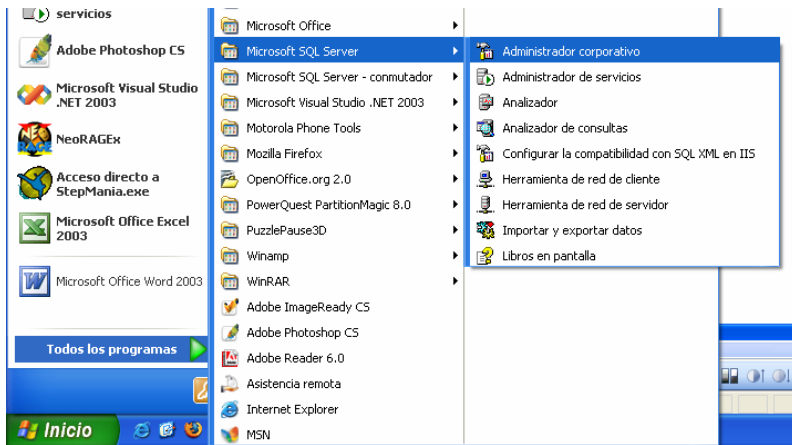 servicios
Adobe Photoshop CS
Microsoft Visual Studio
.NET 2003
NeoRAGEx
Acceso directo a
StepMania.exe
Microsoft Office Excel
2003
Microsoft Office Word 2003
Todos los programas
Inicio
Microsoft Office
Microsoft SQL Server
Microsoft SQL Server - conmutador
Microsoft Visual Studio .NET 2003
Motorola Phone Tools
Mozilla Firefox
OpenOffice.org 2.0
PowerQuest PartitionMagic 8.0
PuzzlePause3D
Winamp
WinRAR
Adobe ImageReady CS
Adobe Photoshop CS
Adobe Reader 6.0
Asistencia remota
Internet Explorer
MSN
Administrador corporativo
Administrador de servicios
Analizador
Analizador de consultas
Configurar la compatibilidad con SQL XML en IIS
Herramienta de red de cliente
Herramienta de red de servidor
Importar y exportar datos
Libros en pantalla